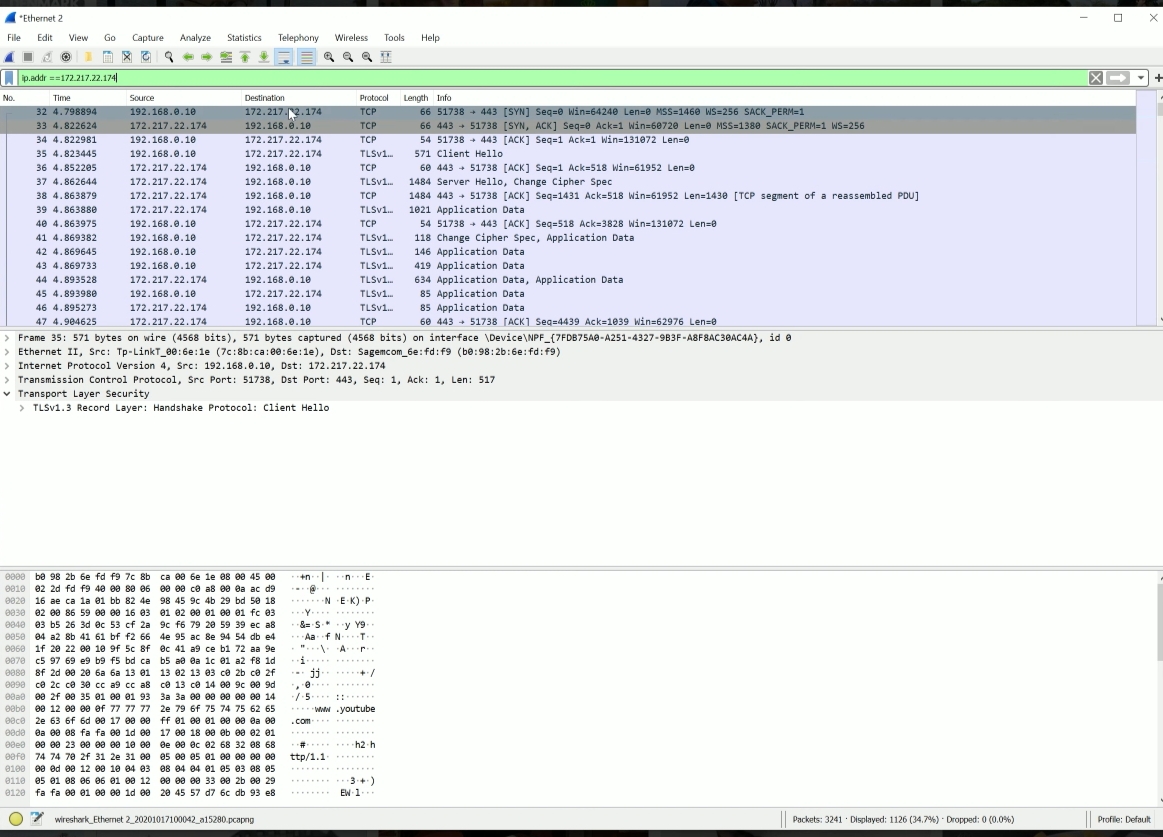 *Ethernet 2
File Edit View Go Capture Analyze Statistics Telephony Wireless Tools Help
ip.addr ==172.217.22.174
No. Time Source Destination Protocol Length Info
32 4.798894 192.168.0.10 172.217.22.174 TCP 66 51738 → 443 [SYN] Seq=0 Win=64240 Len=0 MSS=1460 WS=256 SACK_PERM=1
33 4.822624 172.217.22.174 192.168.0.10 TCP 66 443 → 51738 [SYN, ACK] Seq=0 Ack=1 Win=60720 Len=0 MSS=1380 SACK_PERM=1 WS=256
34 4.822981 192.168.0.10 172.217.22.174 TCP 54 51738 → 443 [ACK] Seq=1 Ack=1 Win=131072 Len=0
35 4.823445 192.168.0.10 172.217.22.174 TLSv1… 571 Client Hello
36 4.852205 172.217.22.174 192.168.0.10 TCP 60 443 → 51738 [ACK] Seq=1 Ack=518 Win=61952 Len=0
37 4.862644 172.217.22.174 192.168.0.10 TLSv1… 1484 Server Hello, Change Cipher Spec
38 4.863879 172.217.22.174 192.168.0.10 TCP 1484 443 → 51738 [ACK] Seq=1431 Ack=518 Win=61952 Len=1430 [TCP segment of a reassembled PDU]
39 4.863880 172.217.22.174 192.168.0.10 TLSv1… 1021 Application Data
40 4.863975 192.168.0.10 172.217.22.174 TCP 54 51738 → 443 [ACK] Seq=518 Ack=3828 Win=131072 Len=0
41 4.869382 192.168.0.10 172.217.22.174 TLSv1… 118 Change Cipher Spec, Application Data
42 4.869645 192.168.0.10 172.217.22.174 TLSv1… 146 Application Data
43 4.869733 192.168.0.10 172.217.22.174 TLSv1… 419 Application Data
44 4.893528 172.217.22.174 192.168.0.10 TLSv1… 634 Application Data, Application Data
45 4.893980 192.168.0.10 172.217.22.174 TLSv1… 85 Application Data
46 4.895273 172.217.22.174 192.168.0.10 TLSv1… 85 Application Data
47 4.904625 172.217.22.174 192.168.0.10 TCP 60 443 → 51738 [ACK] Seq=4439 Ack=1039 Win=62976 Len=0
Frame 35: 571 bytes on wire (4568 bits), 571 bytes captured (4568 bits) on interface \Device\NPF_{7FDB75A0-A251-4327-9B3F-A8F8AC30AC4A}, id 0
Ethernet II, Src: Tp-LinkT_00:6e:1e (7c:8b:ca:00:6e:1e), Dst: Sagemcom_6e:fd:f9 (b0:98:2b:6e:fd:f9)
Internet Protocol Version 4, Src: 192.168.0.10, Dst: 172.217.22.174
Transmission Control Protocol, Src Port: 51738, Dst Port: 443, Seq: 1, Ack: 1, Len: 517
Transport Layer Security
TLSv1.3 Record Layer: Handshake Protocol: Client Hello
0000 b0 98 2b 6e fd f9 7c 8b ca 00 6e 1e 08 00 45 00 ··+n··|· ··n···E·
0010 02 2d fd f9 40 00 80 06 00 00 c0 a8 00 0a ac d9 ·-··@··· ········
0020 16 ae ca 1a 01 bb 82 4e 98 45 9c 4b 29 bd 50 18 ·······N ·E·K)·P·
0030 02 00 86 59 00 00 16 03 01 02 00 01 00 01 fc 03 ···Y···· ········
0040 03 b5 26 3d 0c 53 cf 2a 9c f6 79 20 59 39 ec a8 ··&=·S·* ··y Y9··
0050 04 a2 8b 41 61 bf f2 66 4e 95 ac 8e 94 54 db e4 ···Aa··f N····T··
0060 1f 20 22 00 10 9f 5c 8f 0c 41 a9 ce b1 72 aa 9e · "···\· ·A···r··
0070 c5 97 69 e9 b9 f5 bd ca b5 a0 0a 1c 01 a2 f8 1d ··i····· ········
0080 8f 2d 00 20 6a 6a 13 01 13 02 13 03 c0 2b c0 2f ·-· jj·· ·····+·/
0090 c0 2c c0 30 cc a9 cc a8 c0 13 c0 14 00 9c 00 9d ·,·0···· ········
00a0 00 2f 00 35 01 00 01 93 3a 3a 00 00 00 00 00 14 ·/·5···· ::······
00b0 00 12 00 00 0f 77 77 77 2e 79 6f 75 74 75 62 65 ·····www .youtube
00c0 2e 63 6f 6d 00 17 00 00 ff 01 00 01 00 00 0a 00 .com···· ········
00d0 0a 00 08 fa fa 00 1d 00 17 00 18 00 0b 00 02 01 ········ ········
00e0 00 00 23 00 00 00 10 00 0e 00 0c 02 68 32 08 68 ··#····· ····h2·h
00f0 74 74 70 2f 31 2e 31 00 05 00 05 01 00 00 00 00 ttp/1.1· ········
0100 00 0d 00 12 00 10 04 03 08 04 04 01 05 03 08 05 ········ ········
0110 05 01 08 06 06 01 00 12 00 00 00 33 00 2b 00 29 ········ ···3·+·)
0120 fa fa 00 01 00 00 1d 00 20 45 57 d7 6c db 93 e8 ········ EW·l···
wireshark_Ethernet 2_20201017100042_a15280.pcapng Packets: 3241 · Displayed: 1126 (34.7%) · Dropped: 0 (0.0%) Profile: Default